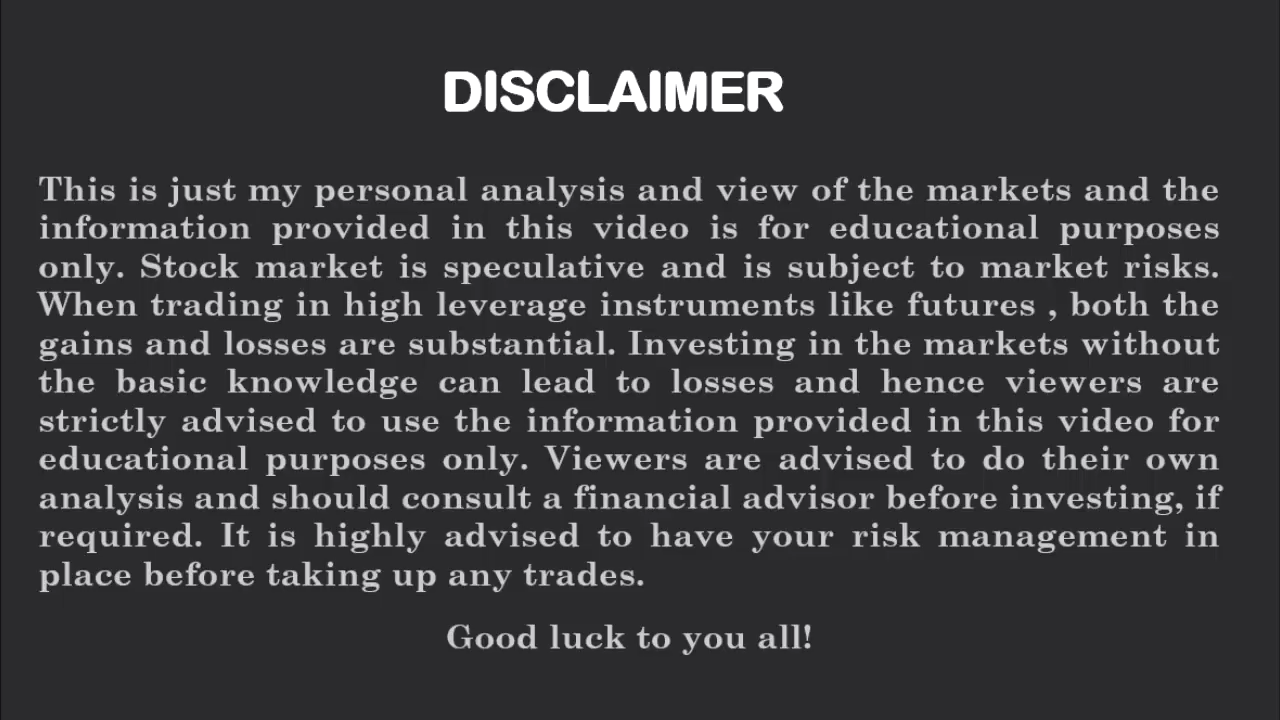 DISCLAIMER
This is just my personal analysis and view of the markets and the
information provided in this video is for educational purposes
only. Stock market is speculative and is subject to market risks.
When trading in high leverage instruments like futures , both the
gains and losses are substantial. Investing in the markets without
the basic knowledge can lead to losses and hence viewers are
strictly advised to use the information provided in this video for
educational purposes only. Viewers are advised to do their own
analysis and should consult a financial advisor before investing, if
required. It is highly advised to have your risk management in
place before taking up any trades.
Good luck to you all!